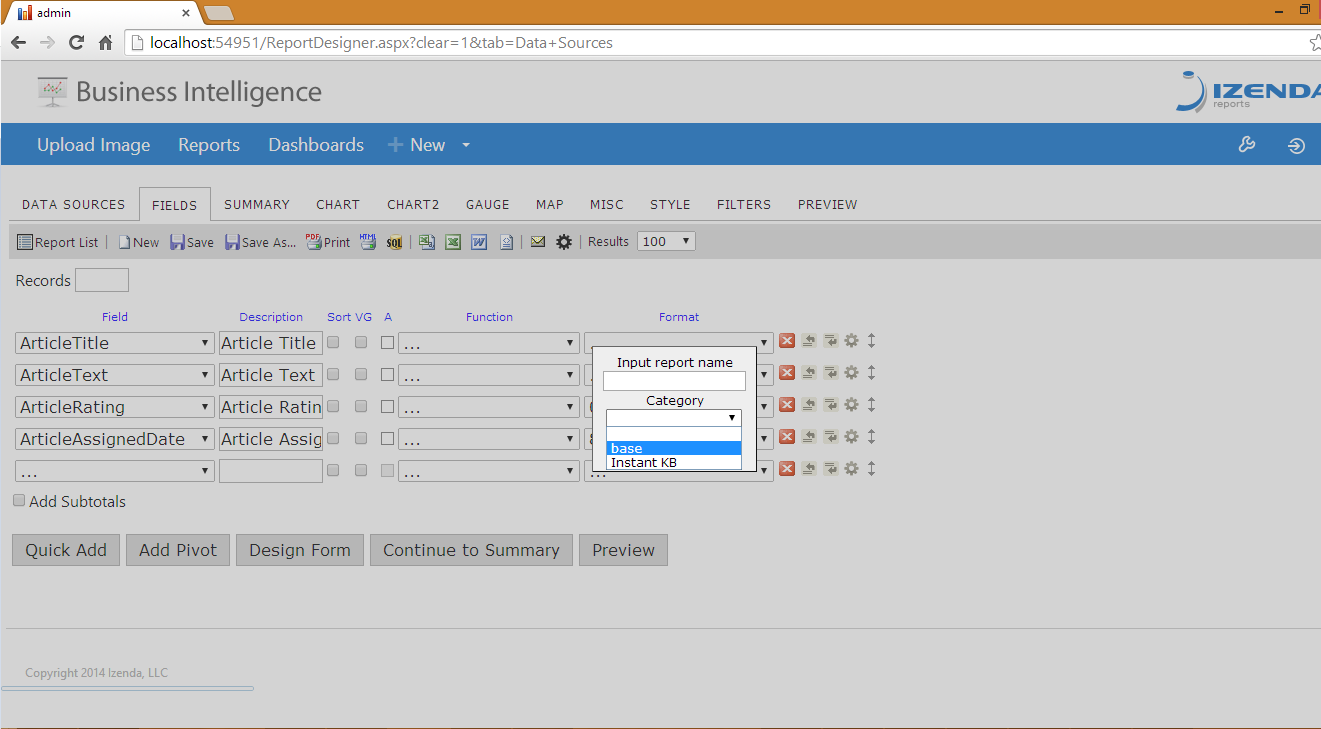 admin
localhost:54951/ReportDesigner.aspx?clear=1&tab=Data+Sources
Business Intelligence
IZENDA
reports
Upload Image Reports Dashboards New
DATA SOURCES FIELDS SUMMARY CHART CHART2 GAUGE MAP MISC STYLE FILTERS PREVIEW
Report List New Save Save As... PDF Print HTML SQL Results 100
Records
Field Description Sort VG A Function Format
ArticleTitle Article Title ...
ArticleText Article Text ...
ArticleRating Article Ratin ...
ArticleAssignedDate Article Assig ...
... ... ...
Input report name
Category
base
Instant KB
Add Subtotals
Quick Add Add Pivot Design Form Continue to Summary Preview
Copyright 2014 Izenda, LLC